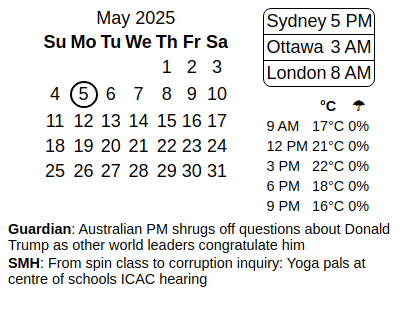 May 2025
Su Mo Tu We Th Fr Sa
1 2 3
4 5 6 7 8 9 10
11 12 13 14 15 16 17
18 19 20 21 22 23 24
25 26 27 28 29 30 31
Sydney 5 PM
Ottawa 3 AM
London 8 AM
°C ☂
9 AM 17°C 0%
12 PM 21°C 0%
3 PM 22°C 0%
6 PM 18°C 0%
9 PM 16°C 0%
Guardian: Australian PM shrugs off questions about Donald
Trump as other world leaders congratulate him
SMH: From spin class to corruption inquiry: Yoga pals at
centre of schools ICAC hearing